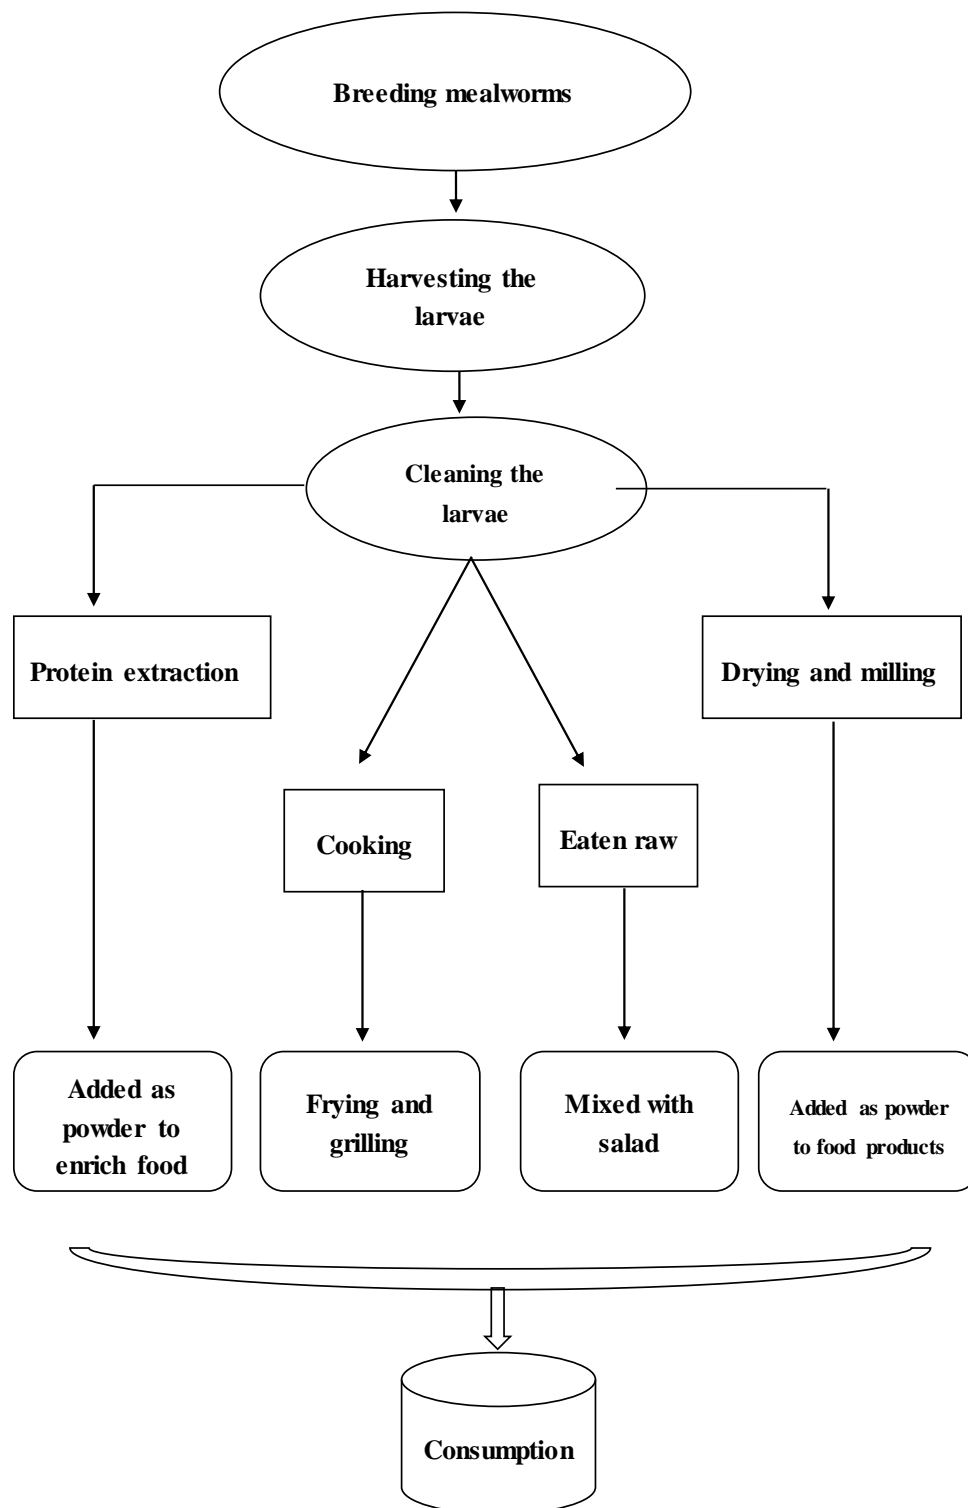 Breeding mealworms
Harvesting the
larvae
Cleaning the
larvae
Protein extraction
Drying and milling
Cooking
Eaten raw
Added as
powder to
enrich food
Frying and
grilling
Mixed with
salad
Added as powder
to food products
Consumption